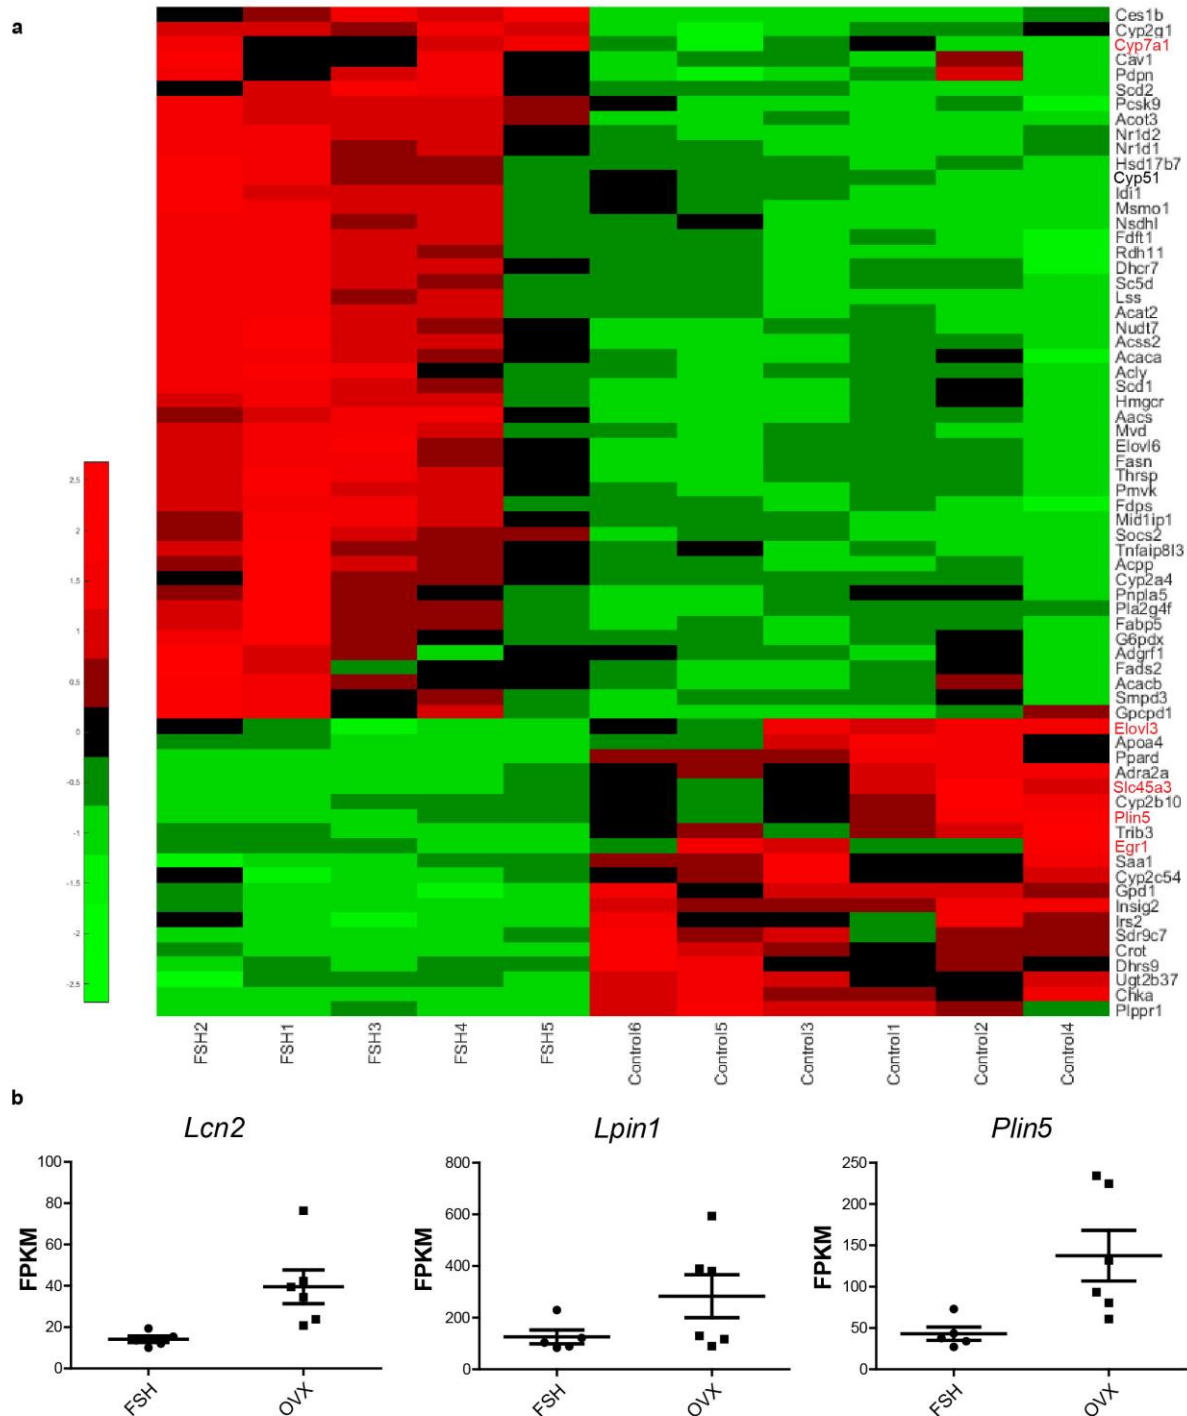 a
Ces1b
Cyp2g1
Cyp7a1
Cav1
Pdpn
Scd2
Pcsk9
Acot3
Nr1d2
Nr1d1
Hsd17b7
Cyp51
Idi1
Msmo1
Nsdhl
Fdft1
Rdh11
Dhcr7
Sc5d
Lss
Acat2
Nudt7
Acss2
Acaca
Acly
Scd1
Hmgcr
Aacs
Mvd
Elovl6
Fasn
Thrsp
Pmvk
Fdps
Mid1ip1
Socs2
Tnfaip8l3
Acpp
Cyp2a4
Pnpla5
Pla2g4f
Fabp5
G6pdx
Adgrf1
Fads2
Acacb
Smpd3
Gpcpd1
Elovl3
Apoa4
Ppard
Adra2a
Slc45a3
Cyp2b10
Plin5
Trib3
Egr1
Saa1
Cyp2c54
Gpd1
Insig2
Irs2
Sdr9c7
Crot
Dhrs9
Ugt2b37
Chka
Plppr1
2.5
2
1.5
1
0.5
0
-0.5
-1
-1.5
-2
-2.5
FSH2 FSH1 FSH3 FSH4 FSH5 Control6 Control5 Control3 Control1 Control2 Control4
b
Lcn2
FPKM
100
80
60
40
20
0
FSH OVX
Lpin1
FPKM
800
600
400
200
0
FSH OVX
Plin5
FPKM
250
200
150
100
50
0
FSH OVX